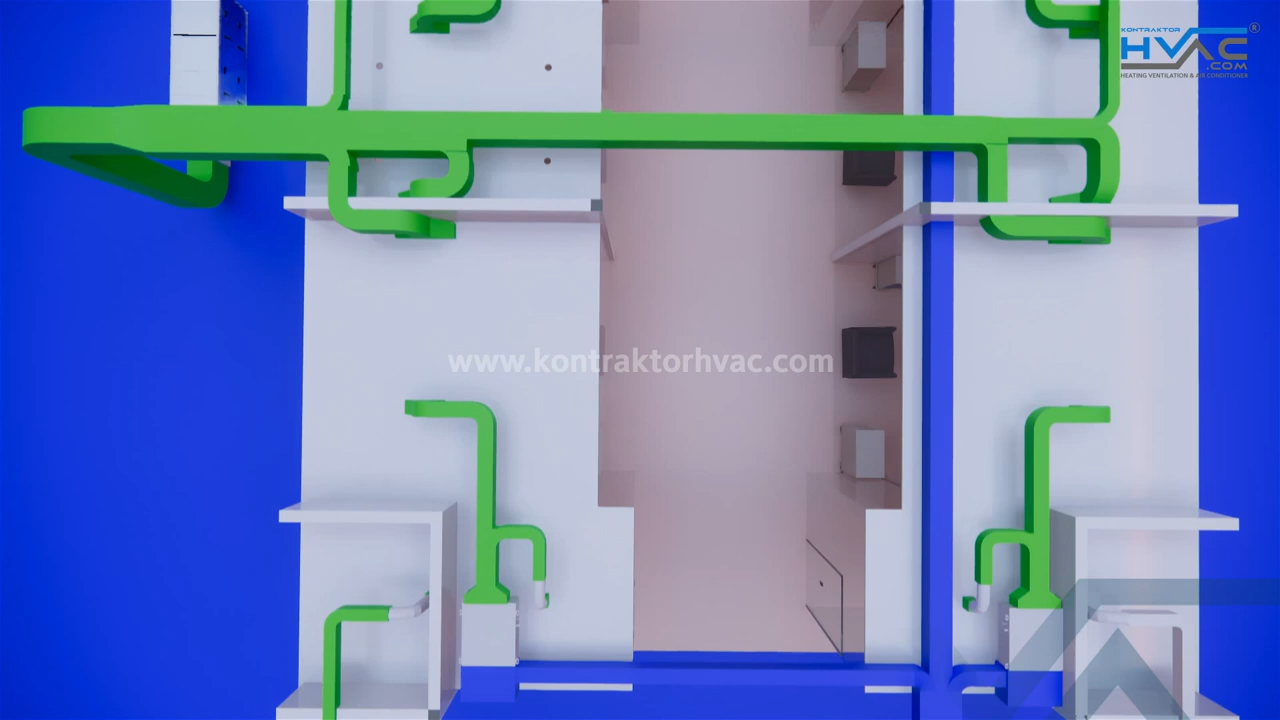 KONTRAKTOR
HVAC
®
.COM
HEATING VENTILATION & AIR CONDITIONER
www.kontraktorhvac.com